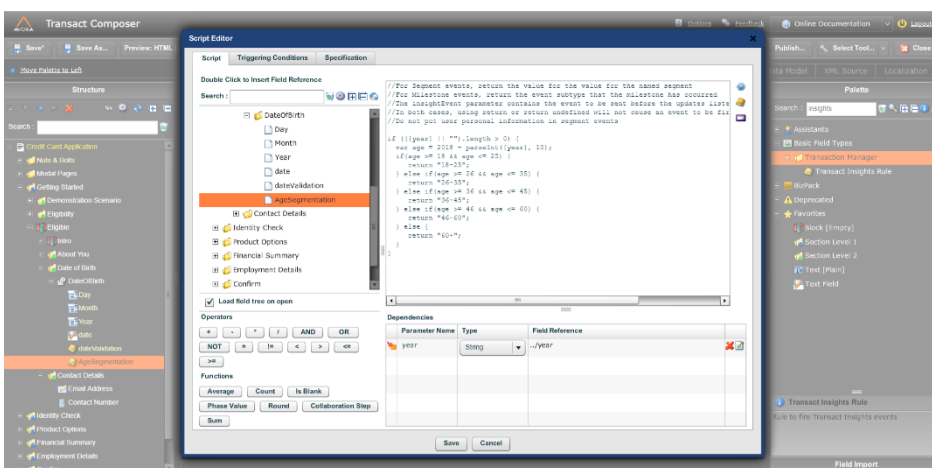 AVOKA
Transact Composer
Options
Feedback
Online Documentation
Logout
Save*
Save As...
Preview: HTML
Publish...
Select Tool...
Close
Move Palette to Left
Data Model
XML Source
Localization
Structure
Search :
Credit Card Application
Nuts & Bolts
Modal Pages
Getting Started
Demonstration Scenario
Eligibility
Eligible
Intro
About You
Date of Birth
DateOfBirth
Day
Month
Year
date
dateValidation
AgeSegmentation
Contact Details
Email Address
Contact Number
Identity Check
Product Options
Financial Summary
Employment Details
Script Editor
Script
Triggering Conditions
Specification
Double Click to Insert Field Reference
Search :
DateOfBirth
Day
Month
Year
date
dateValidation
AgeSegmentation
Contact Details
Identity Check
Product Options
Financial Summary
Employment Details
Confirm
Load field tree on open
Operators
+ - * / AND OR
NOT = != < > <=
>=
Functions
Average Count Is Blank
Phase Value Round Collaboration Step
Sum
//For Segment events, return the value for the value for the named segment
//For Milestone events, return the event subtype that the milestone has occurred
//The insightEvent parameter contains the event to be sent before the updates liste
//In both cases, using return or return undefined will not cause an event to be fir
//Do not put user personal information in segment events
if (([year] || "").length > 0) {
var age = 2018 - parseInt([year], 10);
if(age >= 18 && age <= 25) {
return "18-25";
} else if(age >= 26 && age <= 35) {
return "26-35";
} else if(age >= 36 && age <= 45) {
return "36-45";
} else if(age >= 46 && age <= 60) {
return "46-60";
} else {
return "60+";
}
}
Dependencies
Parameter Name Type Field Reference
year String ../year
Save Cancel
Palette
Search : insights
Assistants
Basic Field Types
Transaction Manager
Transact Insights Rule
BizPack
Deprecated
Favorites
Block [Empty]
Section Level 1
Section Level 2
Text [Plain]
Text Field
Transact Insights Rule
Rule to fire Transact Insights events
Field Import